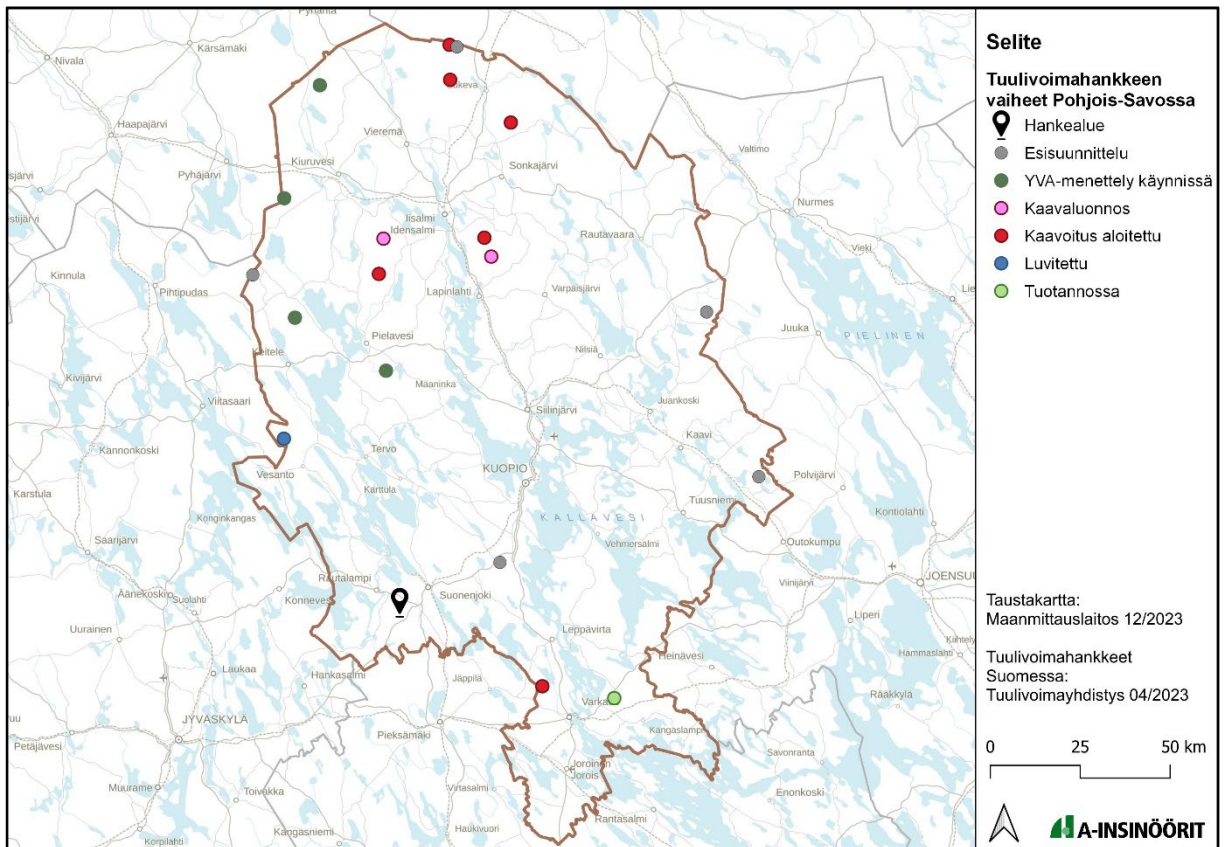 Nivala
Kärsämäki
Haapajärvi
Pyhäjärvi
Kiuruvesi
Vieremä
Sonkajärvi
Valtimo
Nurmes
Vieki
Iisalmi
Idensalmi
Rautavaara
Kinnula
Pihtipudas
Lapinlahti
Varpaisjärvi
Juuka
PIELINEN
Pielavesi
Keitele
Nilsiä
Kivijärvi
Maaninka
Viitasaari
Siilinjärvi
Juankoski
Kannonkoski
Kaavi
Tervo
Vesanto
KUOPIO
Polvijärvi
Karstula
Karttula
Tuusniemi
Konginkangas
KALLAVESI
Kontiolahti
Saarijärvi
Vehmersalmi
Outokumpu
Rautalampi
Viinijärvi
JOENSUU
Äänekoski
Suolahti
Konnevesi
Suonenjoki
Liperi
Uurainen
Leppävirta
Heinävesi
Hammaslahti
Laukaa
Hankasalmi
Jäppilä
Rääkkylä
JYVÄSKYLÄ
Varkaus
Petäjävesi
Pieksämäki
Kangaslampi
Savonranta
Joroinen
Jorois
Muurame
Toivakka
Virtasalmi
Enonkoski
Rantasalmi
Korpilahti
Kangasniemi
Haukivuori
Selite
Tuulivoimahankkeen
vaiheet Pohjois-Savossa
Hankealue
Esisuunnittelu
YVA-menettely käynnissä
Kaavaluonnos
Kaavoitus aloitettu
Luvitettu
Tuotannossa
Taustakartta:
Maanmittauslaitos 12/2023
Tuulivoimahankkeet
Suomessa:
Tuulivoimayhdistys 04/2023
0 25 50 km
A-INSINÖÖRIT